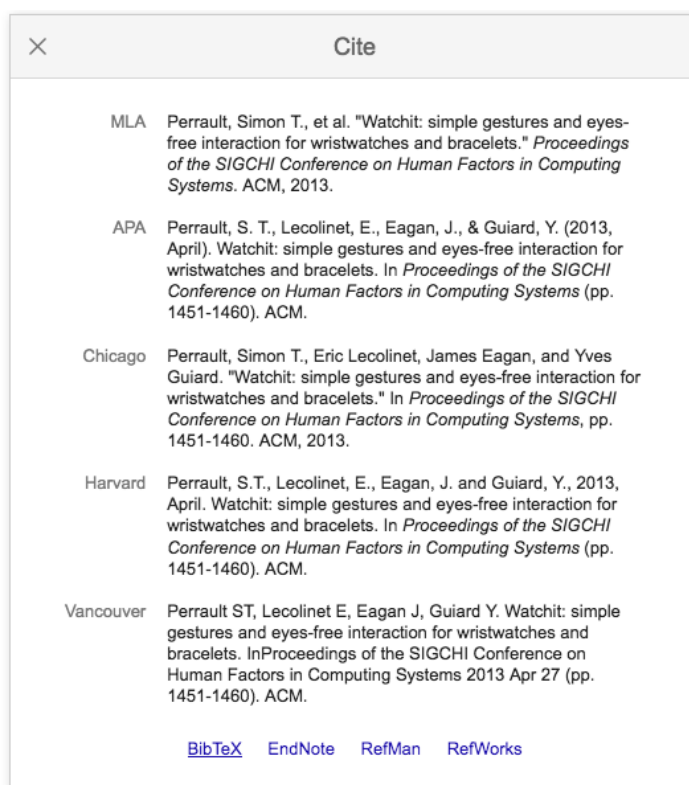 Cite
MLA Perrault, Simon T., et al. "Watchit: simple gestures and eyes-
free interaction for wristwatches and bracelets." Proceedings
of the SIGCHI Conference on Human Factors in Computing
Systems. ACM, 2013.
APA Perrault, S. T., Lecolinet, E., Eagan, J., & Guiard, Y. (2013,
April). Watchit: simple gestures and eyes-free interaction for
wristwatches and bracelets. In Proceedings of the SIGCHI
Conference on Human Factors in Computing Systems (pp.
1451-1460). ACM.
Chicago Perrault, Simon T., Eric Lecolinet, James Eagan, and Yves
Guiard. "Watchit: simple gestures and eyes-free interaction for
wristwatches and bracelets." In Proceedings of the SIGCHI
Conference on Human Factors in Computing Systems, pp.
1451-1460. ACM, 2013.
Harvard Perrault, S.T., Lecolinet, E., Eagan, J. and Guiard, Y., 2013,
April. Watchit: simple gestures and eyes-free interaction for
wristwatches and bracelets. In Proceedings of the SIGCHI
Conference on Human Factors in Computing Systems (pp.
1451-1460). ACM.
Vancouver Perrault ST, Lecolinet E, Eagan J, Guiard Y. Watchit: simple
gestures and eyes-free interaction for wristwatches and
bracelets. InProceedings of the SIGCHI Conference on
Human Factors in Computing Systems 2013 Apr 27 (pp.
1451-1460). ACM.
BibTeX EndNote RefMan RefWorks